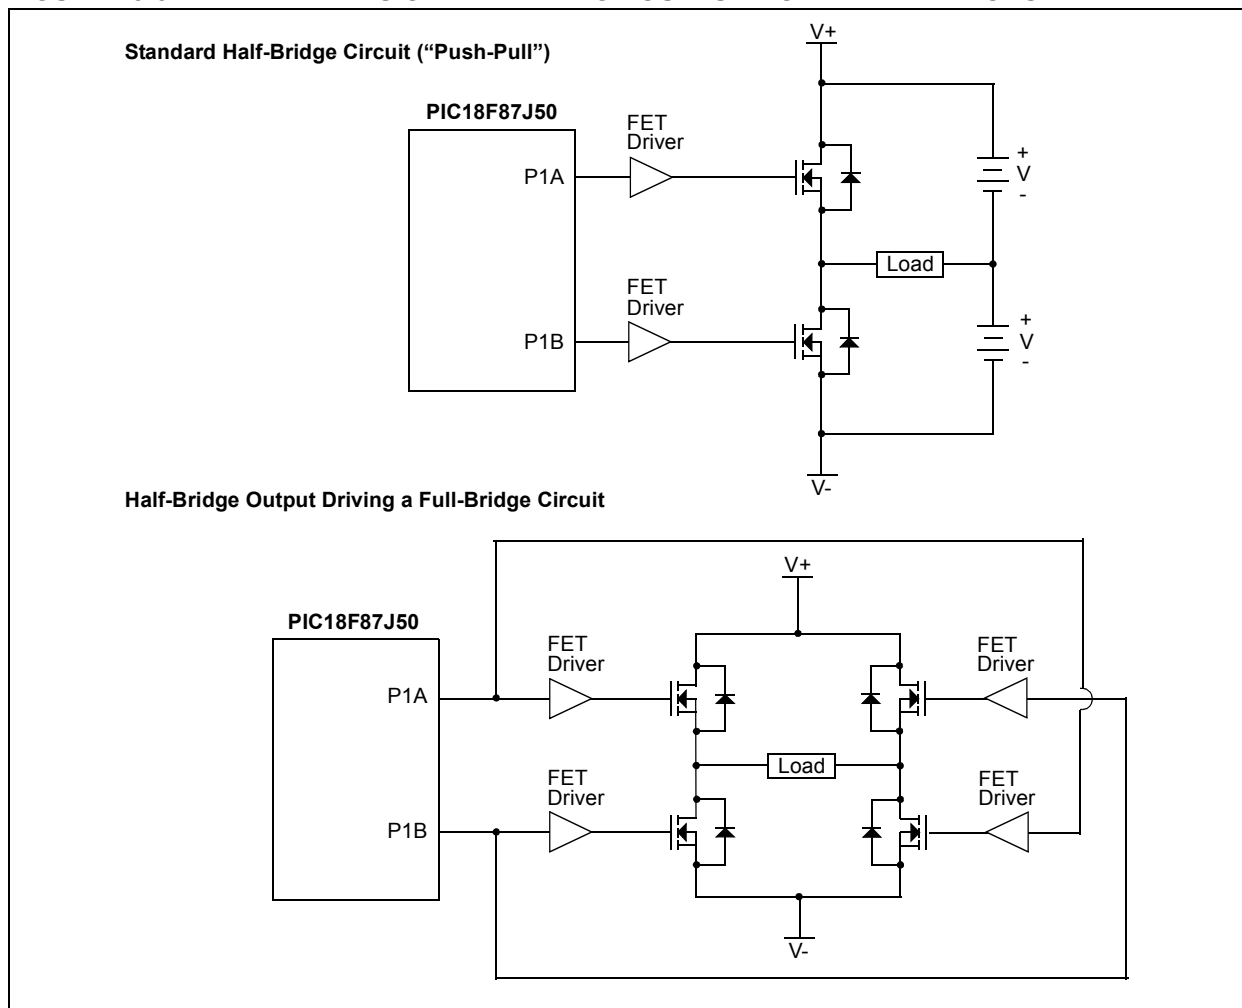 V+
Standard Half-Bridge Circuit (“Push-Pull”)
PIC18F87J50
FET
Driver
P1A
+
V
-
Load
FET
Driver
P1B
+
V
-
V-
Half-Bridge Output Driving a Full-Bridge Circuit
V+
PIC18F87J50
FET
Driver
FET
Driver
P1A
Load
FET
Driver
FET
Driver
P1B
V-